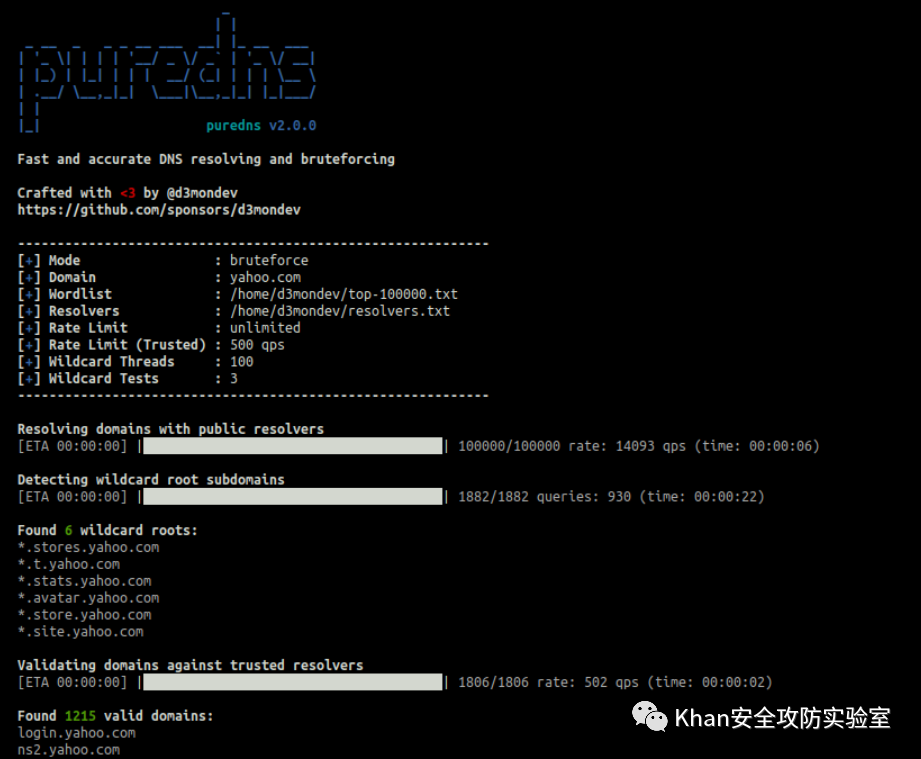 puredns
puredns v2.0.0
Fast and accurate DNS resolving and bruteforcing
Crafted with <3 by @d3mondev
https://github.com/sponsors/d3mondev
------------------------------------------------------------
[+] Mode : bruteforce
[+] Domain : yahoo.com
[+] Wordlist : /home/d3mondev/top-100000.txt
[+] Resolvers : /home/d3mondev/resolvers.txt
[+] Rate Limit : unlimited
[+] Rate Limit (Trusted) : 500 qps
[+] Wildcard Threads : 100
[+] Wildcard Tests : 3
------------------------------------------------------------
Resolving domains with public resolvers
[ETA 00:00:00] | | 100000/100000 rate: 14093 qps (time: 00:00:06)
Detecting wildcard root subdomains
[ETA 00:00:00] | | 1882/1882 queries: 930 (time: 00:00:22)
Found 6 wildcard roots:
*.stores.yahoo.com
*.t.yahoo.com
*.stats.yahoo.com
*.avatar.yahoo.com
*.store.yahoo.com
*.site.yahoo.com
Validating domains against trusted resolvers
[ETA 00:00:00] | | 1806/1806 rate: 502 qps (time: 00:00:02)
Found 1215 valid domains:
login.yahoo.com
ns2.yahoo.com
Khan安全攻防实验室